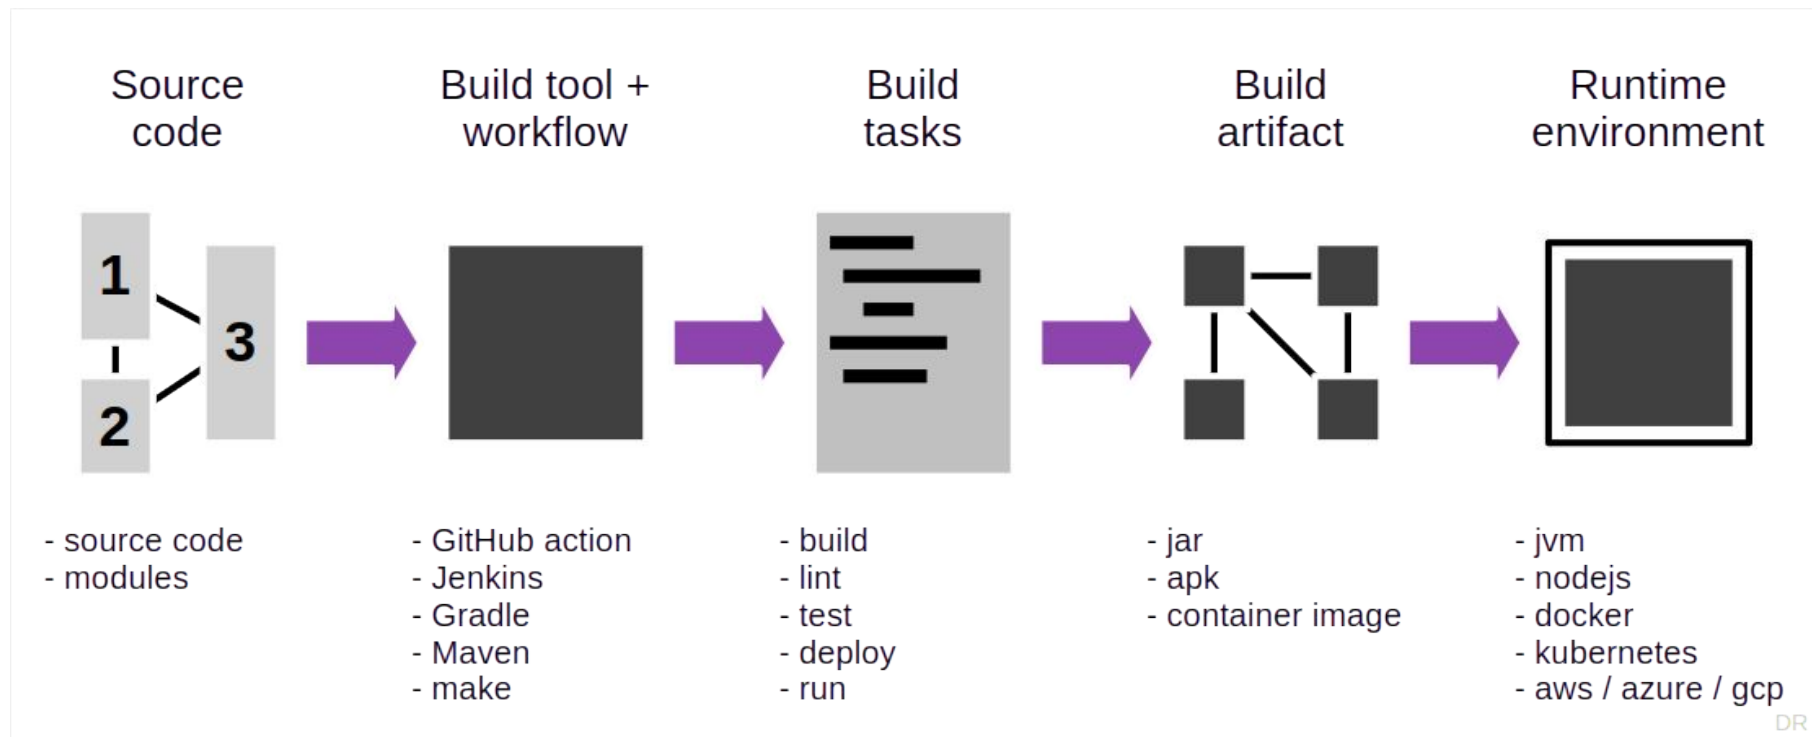 Source
code
Build tool +
workflow
Build
tasks
Build
artifact
Runtime
environment
1
2
3
- source code
- modules
- GitHub action
- Jenkins
- Gradle
- Maven
- make
- build
- lint
- test
- deploy
- run
- jar
- apk
- container image
- jvm
- nodejs
- docker
- kubernetes
- aws / azure / gcp
DR